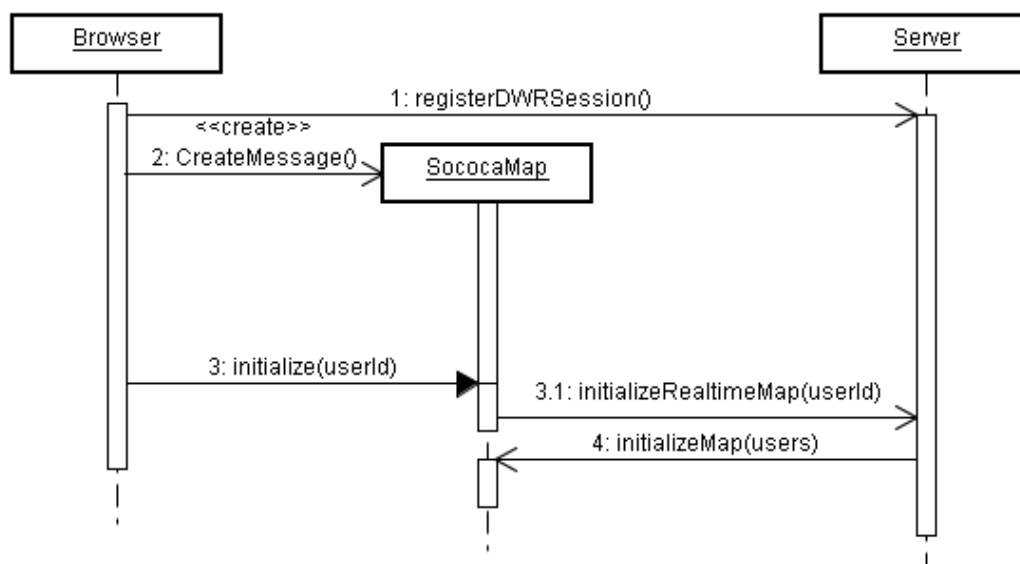 Browser
Server
1: registerDWRSession()
<<create>>
2: CreateMessage()
SococaMap
3: initialize(userId)
3.1: initializeRealtimeMap(userId)
4: initializeMap(users)